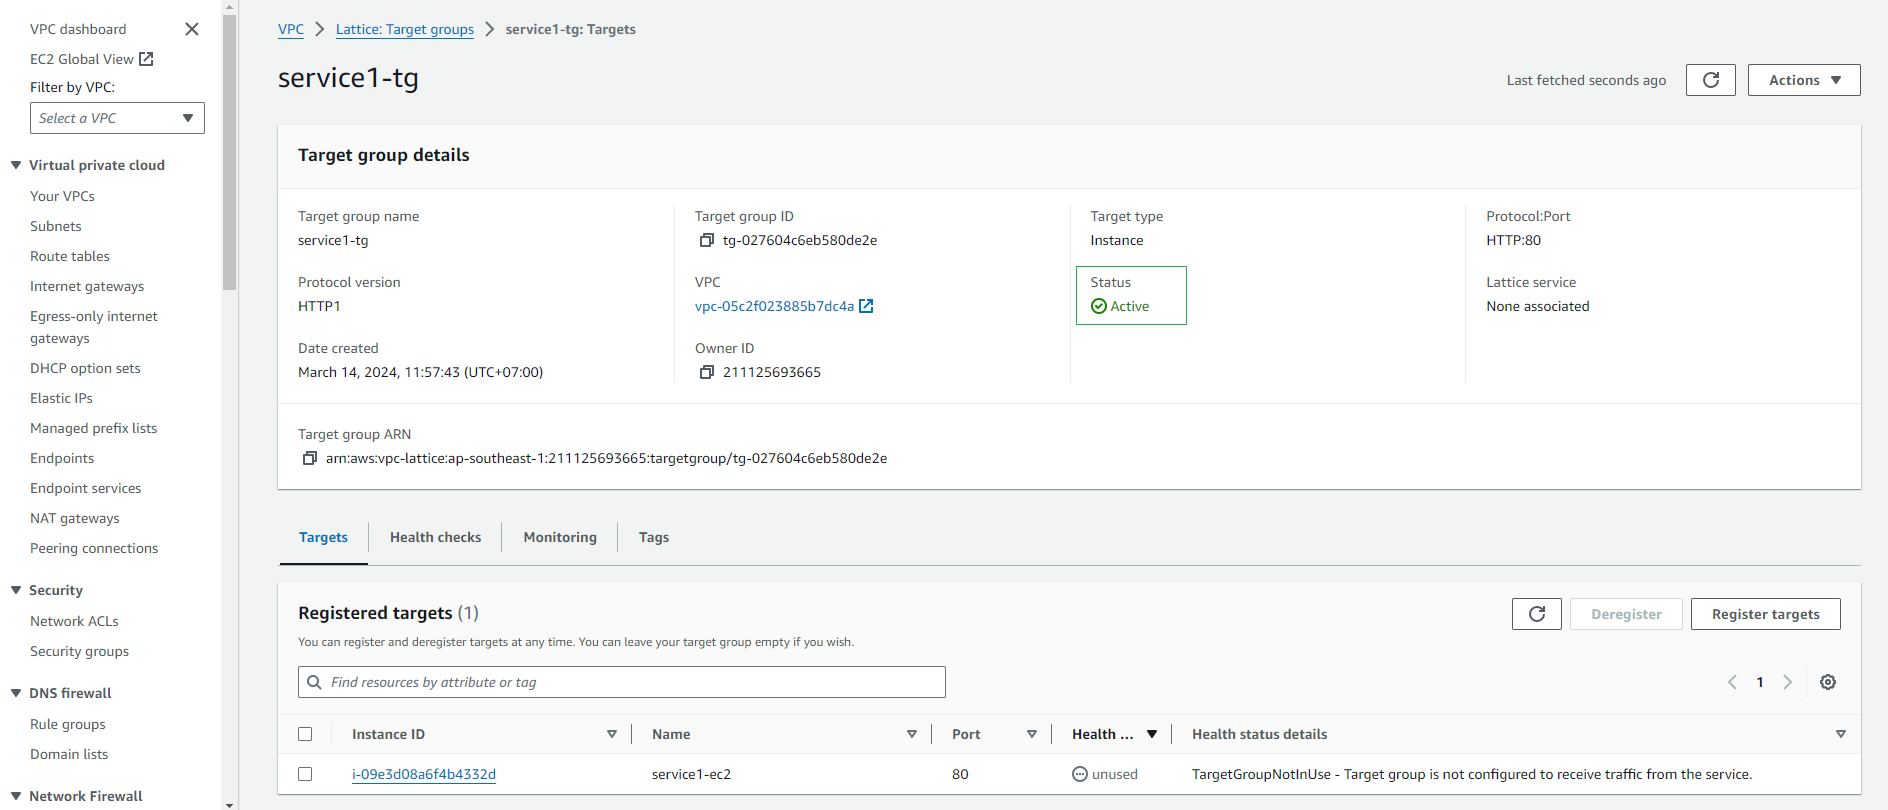 VPC dashboard
EC2 Global View
Filter by VPC:
Select a VPC
Virtual private cloud
Your VPCs
Subnets
Route tables
Internet gateways
Egress-only internet
gateways
DHCP option sets
Elastic IPs
Managed prefix lists
Endpoints
Endpoint services
NAT gateways
Peering connections
Security
Network ACLs
Security groups
DNS firewall
Rule groups
Domain lists
Network Firewall
VPC > Lattice: Target groups > service1-tg: Targets
service1-tg
Last fetched seconds ago
Actions
Target group details
Target group name
service1-tg
Target group ID
tg-027604c6eb580de2e
Target type
Instance
Protocol:Port
HTTP:80
Protocol version
HTTP1
VPC
vpc-05c2f023885b7dc4a
Status
Active
Lattice service
None associated
Date created
March 14, 2024, 11:57:43 (UTC+07:00)
Owner ID
211125693665
Target group ARN
arn:aws:vpc-lattice:ap-southeast-1:211125693665:targetgroup/tg-027604c6eb580de2e
Targets
Health checks
Monitoring
Tags
Registered targets (1)
You can register and deregister targets at any time. You can leave your target group empty if you wish.
Deregister
Register targets
Find resources by attribute or tag
1
Instance ID Name Port Health ... Health status details
i-09e3d08a6f4b4332d service1-ec2 80 unused TargetGroupNotInUse - Target group is not configured to receive traffic from the service.